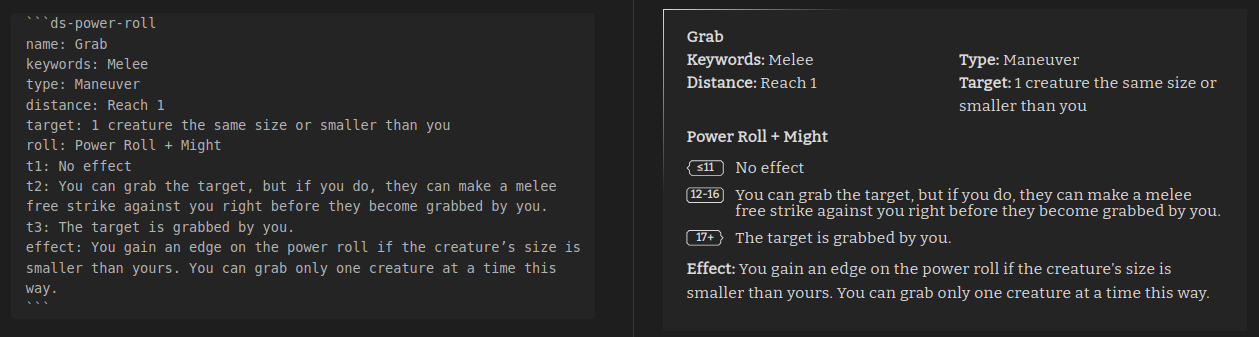 ```ds-power-roll
name: Grab
keywords: Melee
type: Maneuver
distance: Reach 1
target: 1 creature the same size or smaller than you
roll: Power Roll + Might
t1: No effect
t2: You can grab the target, but if you do, they can make a melee
free strike against you right before they become grabbed by you.
t3: The target is grabbed by you.
effect: You gain an edge on the power roll if the creature’s size is
smaller than yours. You can grab only one creature at a time this
way.
```
Grab
Keywords: Melee
Type: Maneuver
Distance: Reach 1
Target: 1 creature the same size or
smaller than you
Power Roll + Might
≤11 No effect
12-16 You can grab the target, but if you do, they can make a melee
free strike against you right before they become grabbed by you.
17+ The target is grabbed by you.
Effect: You gain an edge on the power roll if the creature’s size is
smaller than yours. You can grab only one creature at a time this way.